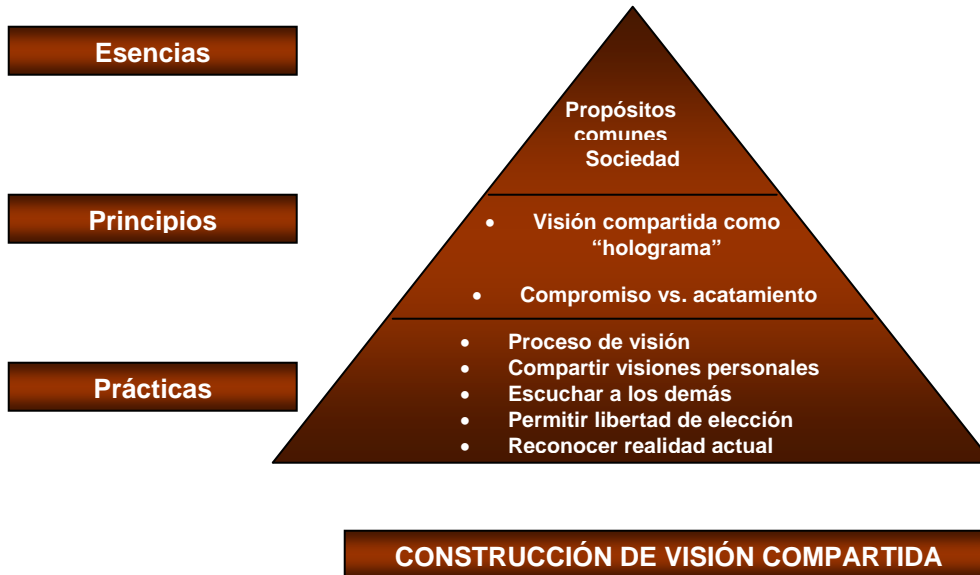 Esencias
Propósitos
comunes
Sociedad
Principios
• Visión compartida como
“holograma”
• Compromiso vs. acatamiento
Prácticas
• Proceso de visión
• Compartir visiones personales
• Escuchar a los demás
• Permitir libertad de elección
• Reconocer realidad actual
CONSTRUCCIÓN DE VISIÓN COMPARTIDA